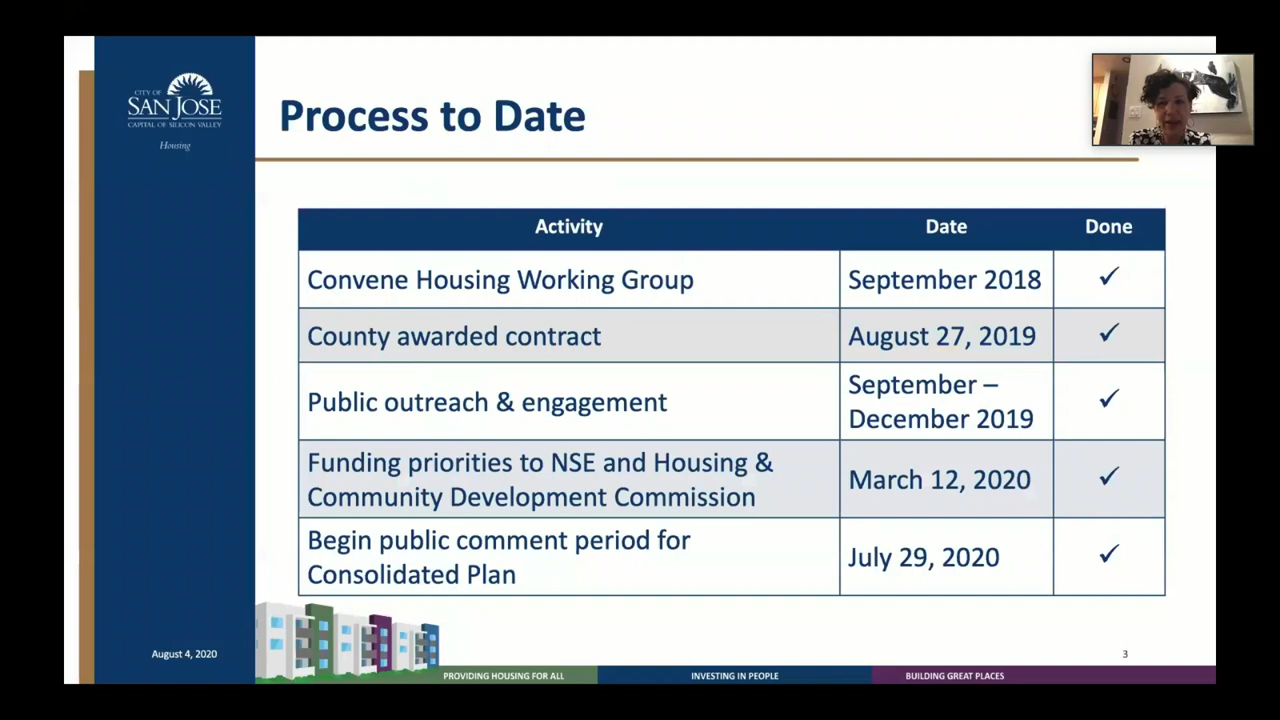 CITY OF
SAN JOSE
CAPITAL OF SILICON VALLEY
Housing
Process to Date
Activity Date Done
Convene Housing Working Group September 2018 ✓
County awarded contract August 27, 2019 ✓
Public outreach & engagement September –
December 2019 ✓
Funding priorities to NSE and Housing &
Community Development Commission March 12, 2020 ✓
Begin public comment period for
Consolidated Plan July 29, 2020 ✓
August 4, 2020
3
PROVIDING HOUSING FOR ALL INVESTING IN PEOPLE BUILDING GREAT PLACES